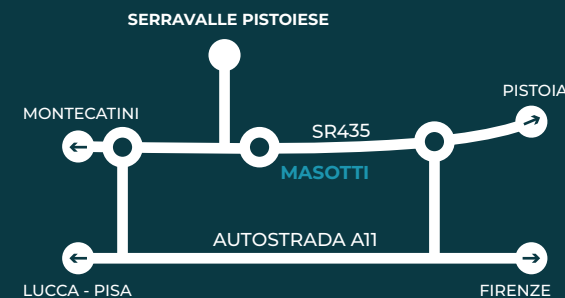 SERRAVALLE PISTOIESE
PISTOIA
MONTECATINI
SR435
MASOTTI
AUTOSTRADA A11
LUCCA - PISA
FIRENZE